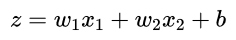 z = w₁x₁ + w₂x₂ + b